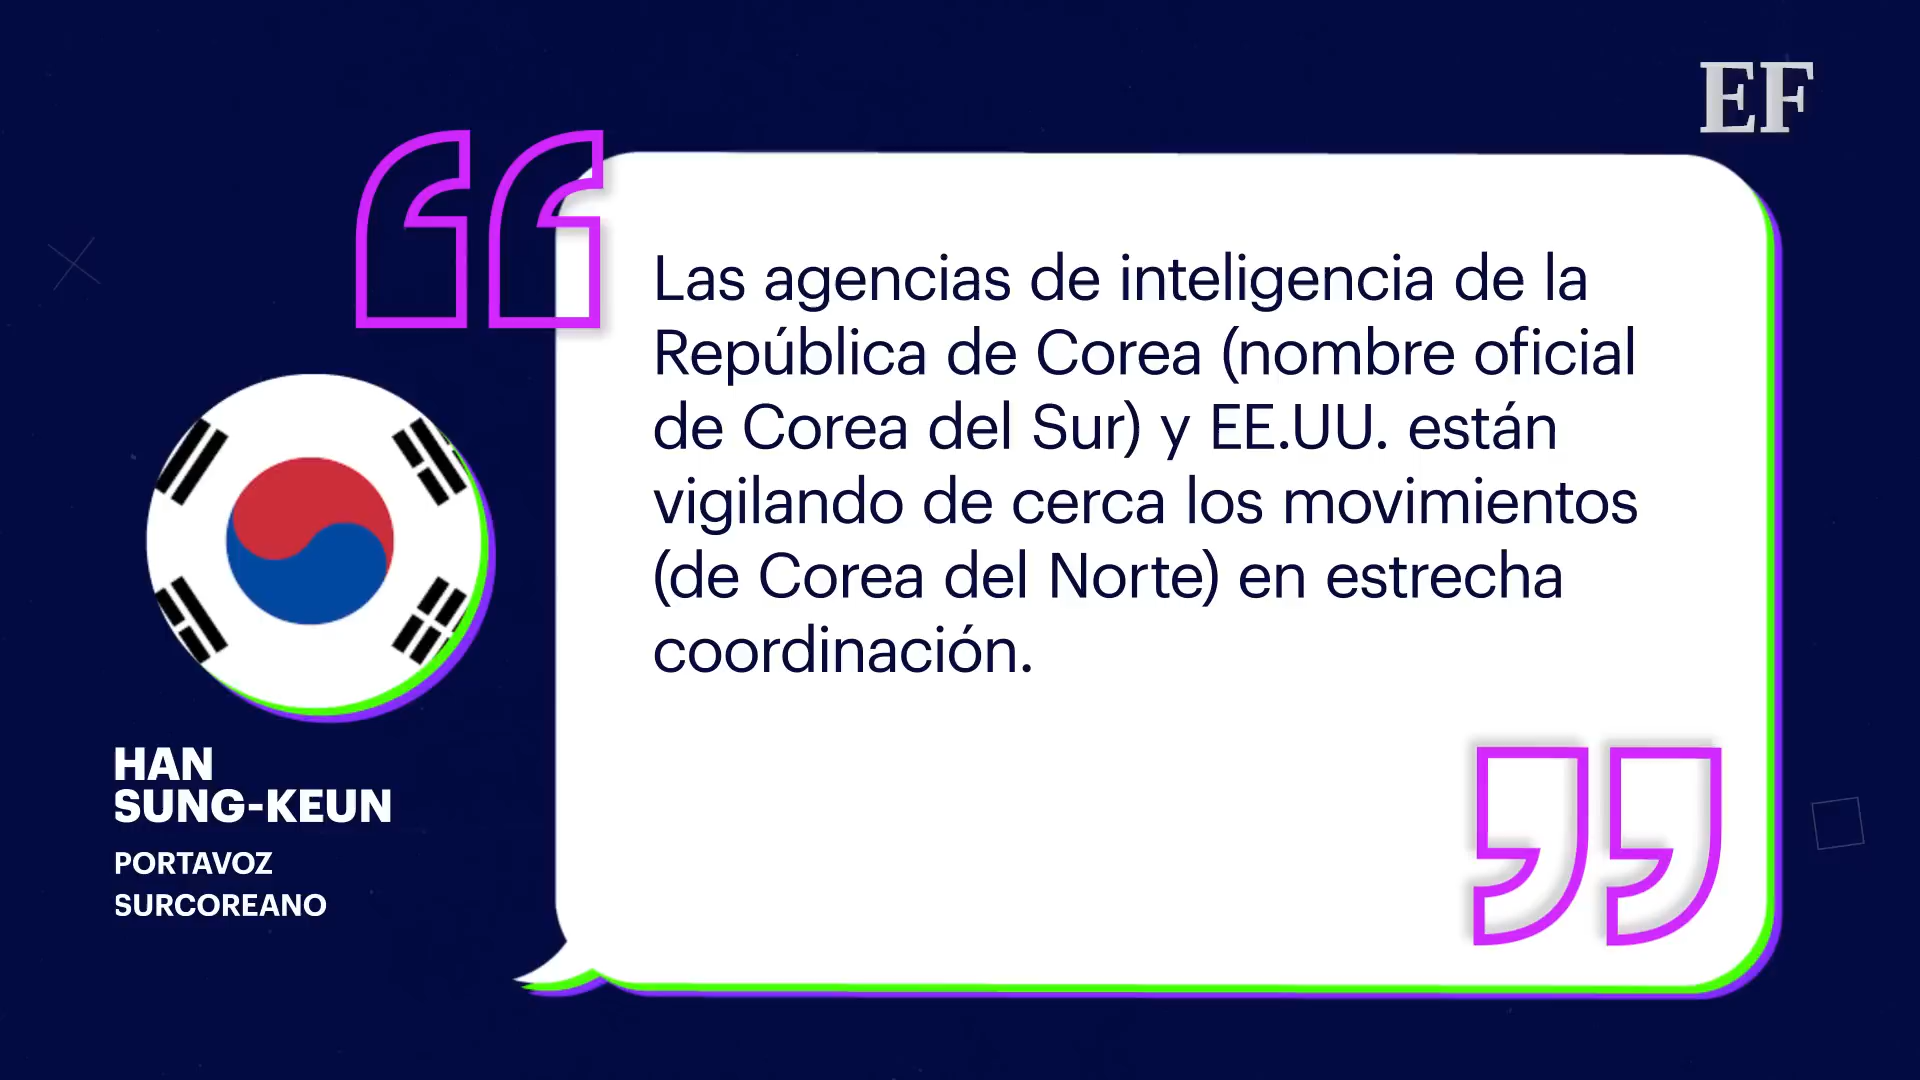 EF
Las agencias de inteligencia de la
República de Corea (nombre oficial
de Corea del Sur) y EE.UU. están
vigilando de cerca los movimientos
(de Corea del Norte) en estrecha
coordinación.
HAN
SUNG-KEUN
PORTAVOZ
SURCOREANO